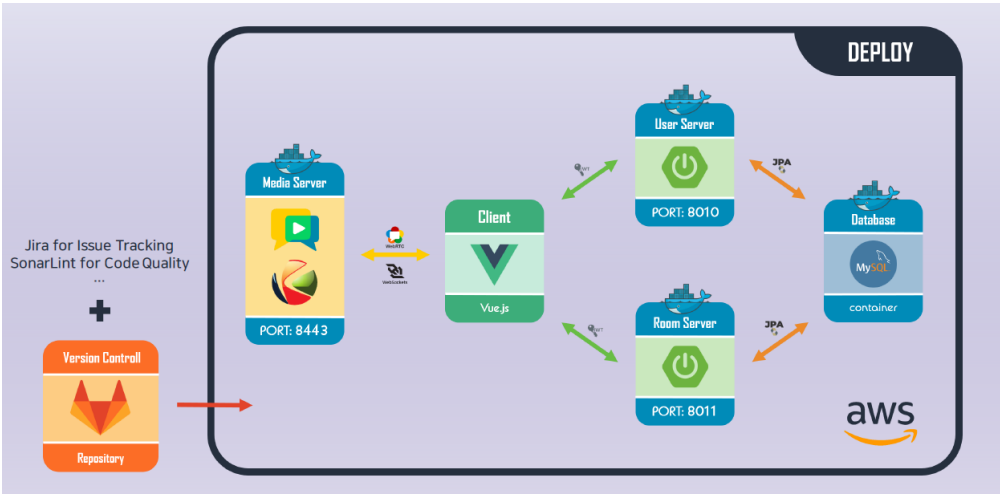 DEPLOY
User Server
PORT: 8010
Media Server
PORT: 8443
WebRTC
WebSockets
Client
Vue.js
JPA
Database
MySQL
container
Room Server
PORT: 8011
JPA
Jira for Issue Tracking
SonarLint for Code Quality
...
+
Version Controll
Repository
aws